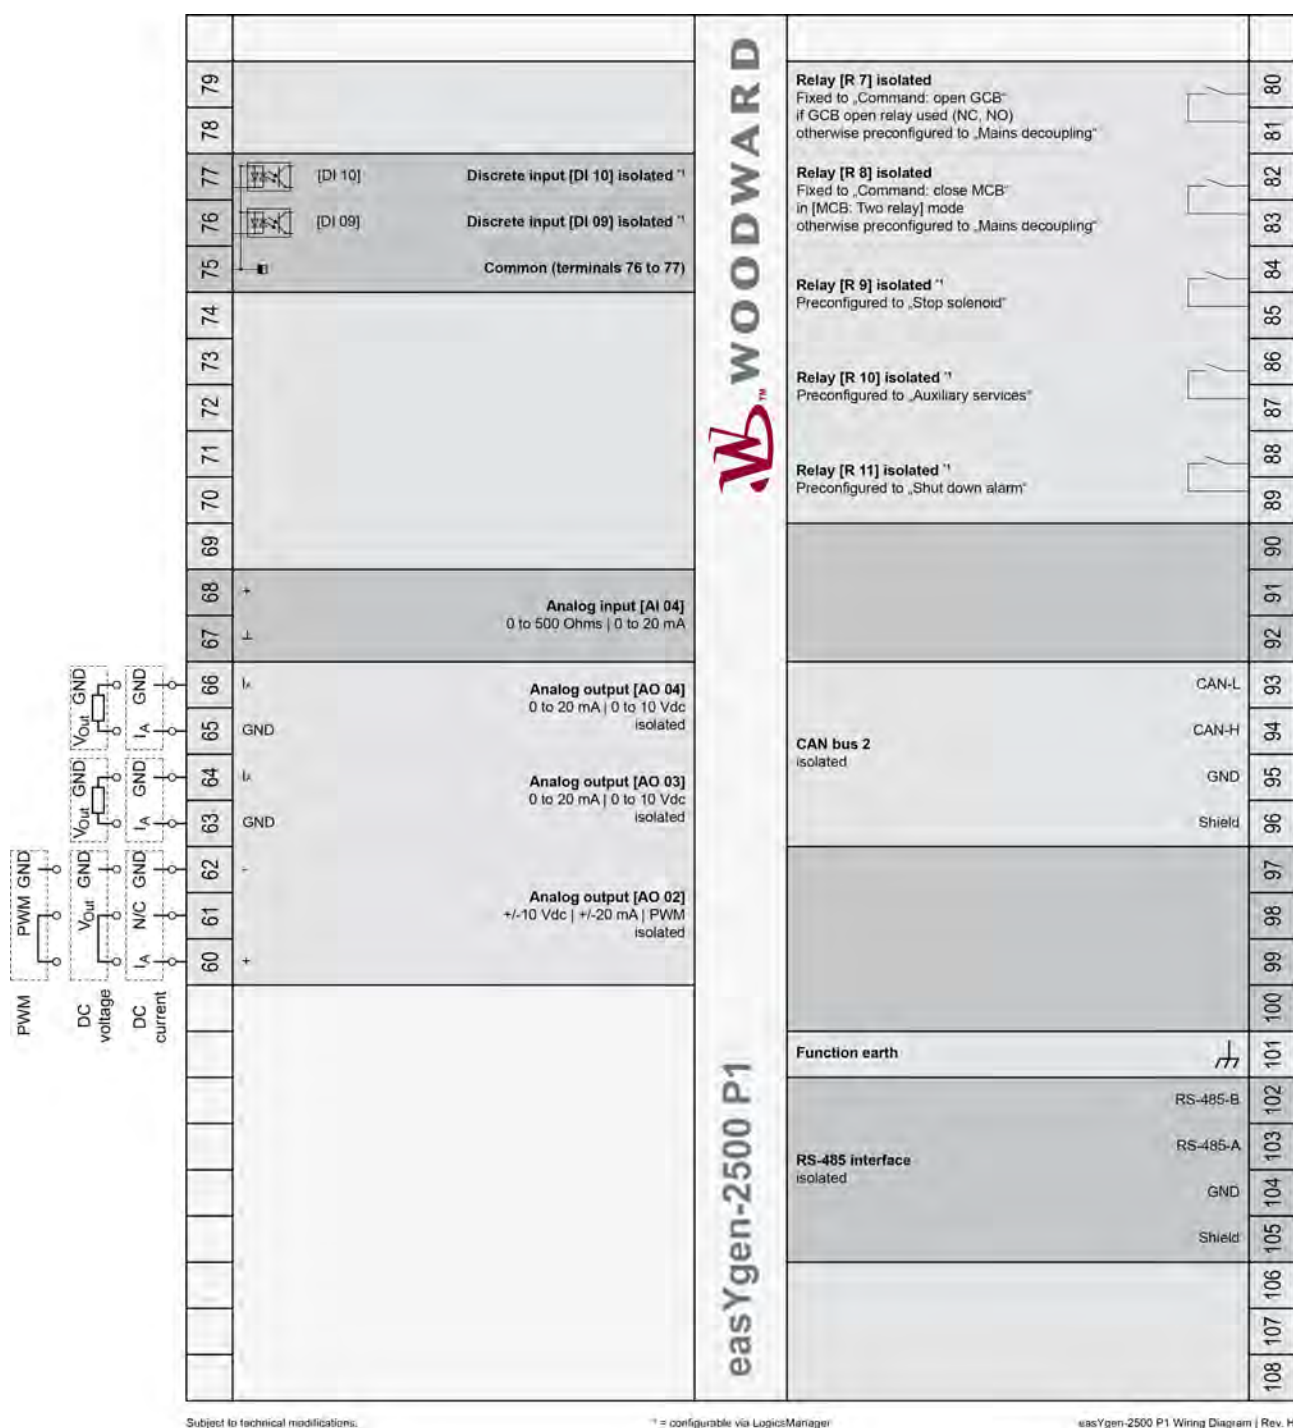 79
78
77
[DI 10]
Discrete input [DI 10] isolated *1
76
[DI 09]
Discrete input [DI 09] isolated *1
75
Common (terminals 76 to 77)
74
73
72
71
70
69
68
+
Analog input [AI 04]
0 to 500 Ohms | 0 to 20 mA
67
66
IA
Analog output [AO 04]
0 to 20 mA | 0 to 10 Vdc
isolated
65
GND
VOut GND
IA GND
64
IA
Analog output [AO 03]
0 to 20 mA | 0 to 10 Vdc
isolated
63
GND
VOut GND
IA GND
62
-
61
Analog output [AO 02]
+/-10 Vdc | +/-20 mA | PWM
isolated
60
+
PWM GND
VOut GND
IA N/C GND
PWM
DC
voltage
DC
current
WOODWARD
TM
easYgen-2500 P1
Relay [R 7] isolated
Fixed to „Command: open GCB“
if GCB open relay used (NC, NO)
otherwise preconfigured to „Mains decoupling“
80
81
Relay [R 8] isolated
Fixed to „Command: close MCB“
in [MCB: Two relay] mode
otherwise preconfigured to „Mains decoupling“
82
83
Relay [R 9] isolated *1
Preconfigured to „Stop solenoid“
84
85
Relay [R 10] isolated *1
Preconfigured to „Auxiliary services“
86
87
Relay [R 11] isolated *1
Preconfigured to „Shut down alarm“
88
89
90
91
92
CAN bus 2
isolated
CAN-L
93
CAN-H
94
GND
95
Shield
96
97
98
99
100
Function earth
101
RS-485 interface
isolated
RS-485-B
102
RS-485-A
103
GND
104
Shield
105
106
107
108
Subject to technical modifications.
*1 = configurable via LogicsManager
easYgen-2500 P1 Wiring Diagram | Rev. H